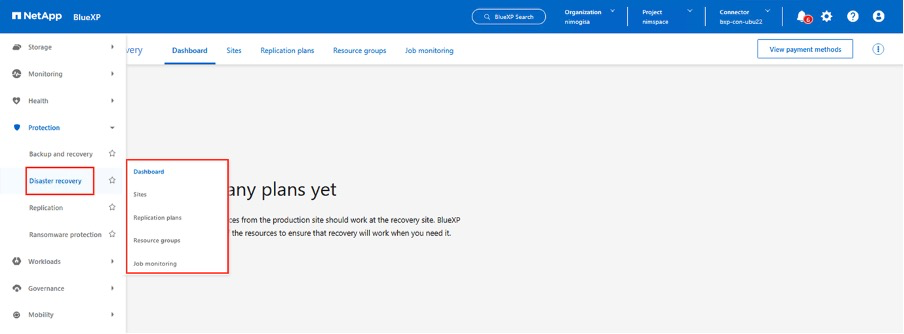 NetApp BlueXP
BlueXP Search
Organization
nimogisa
Project
nimspace
Connector
bxp-con-ubu22
6
very
Dashboard
Sites
Replication plans
Resource groups
Job monitoring
View payment methods
Storage
Monitoring
Health
Protection
Backup and recovery
Disaster recovery
Replication
Ransomware protection
Workloads
Governance
Mobility
Dashboard
Sites
Replication plans
Resource groups
Job monitoring
any plans yet
ces from the production site should work at the recovery site. BlueXP
the resources to ensure that recovery will work when you need it.